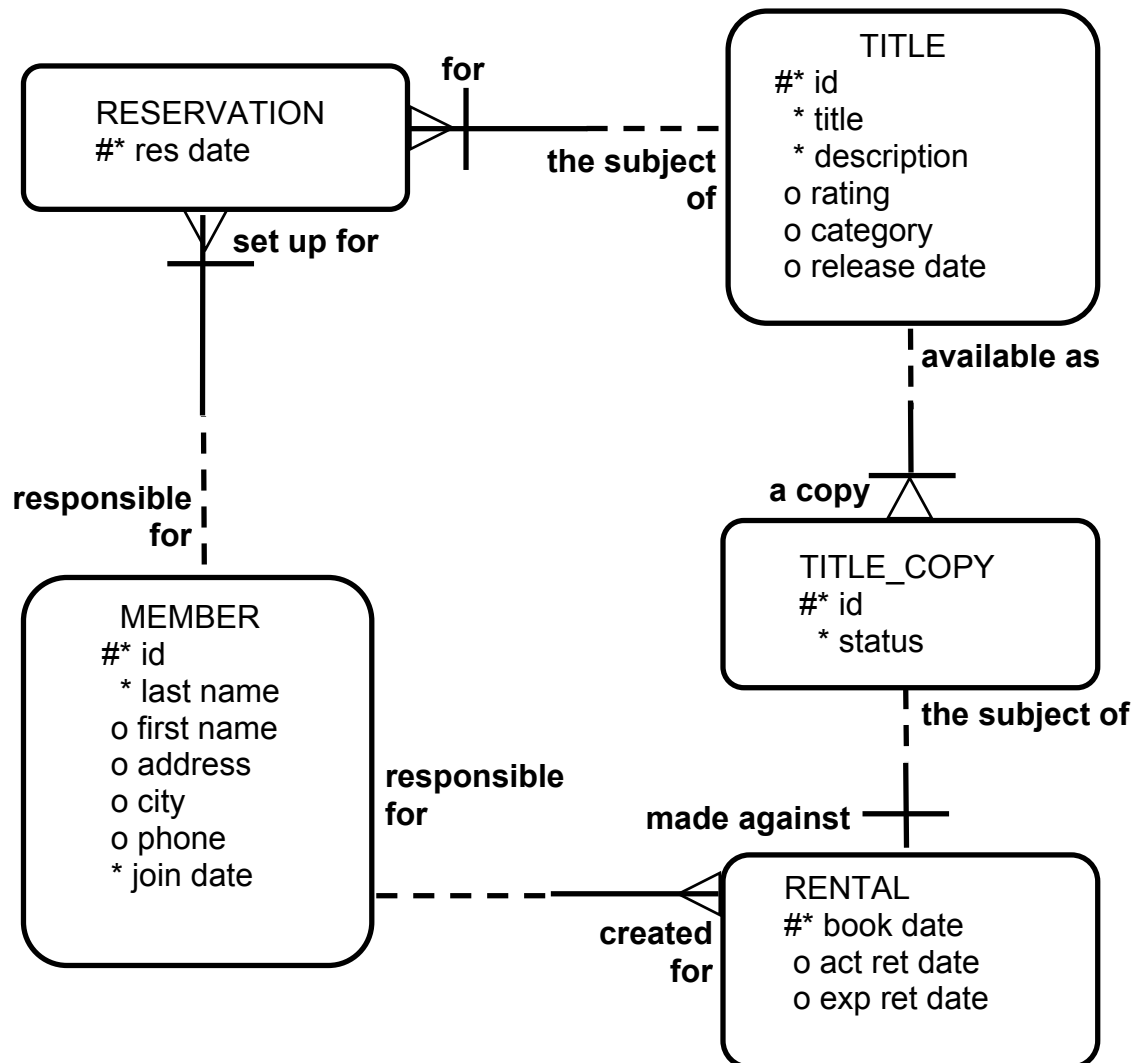 for
RESERVATION
#* res date
set up for
the subject
of
TITLE
#* id
* title
* description
o rating
o category
o release date
available as
a copy
TITLE_COPY
#* id
* status
the subject of
made against
responsible
for
MEMBER
#* id
* last name
o first name
o address
o city
o phone
* join date
responsible
for
created
for
RENTAL
#* book date
o act ret date
o exp ret date